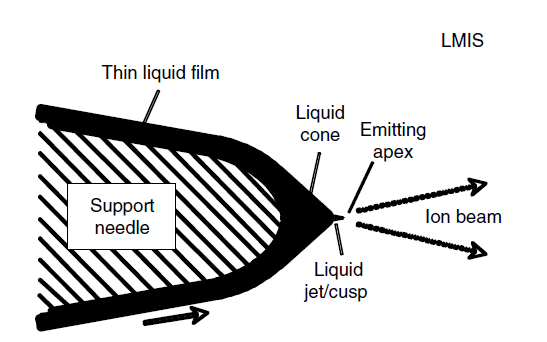 LMIS
Thin liquid film
Liquid
cone
Emitting
apex
Support
needle
Ion beam
Liquid
jet/cusp